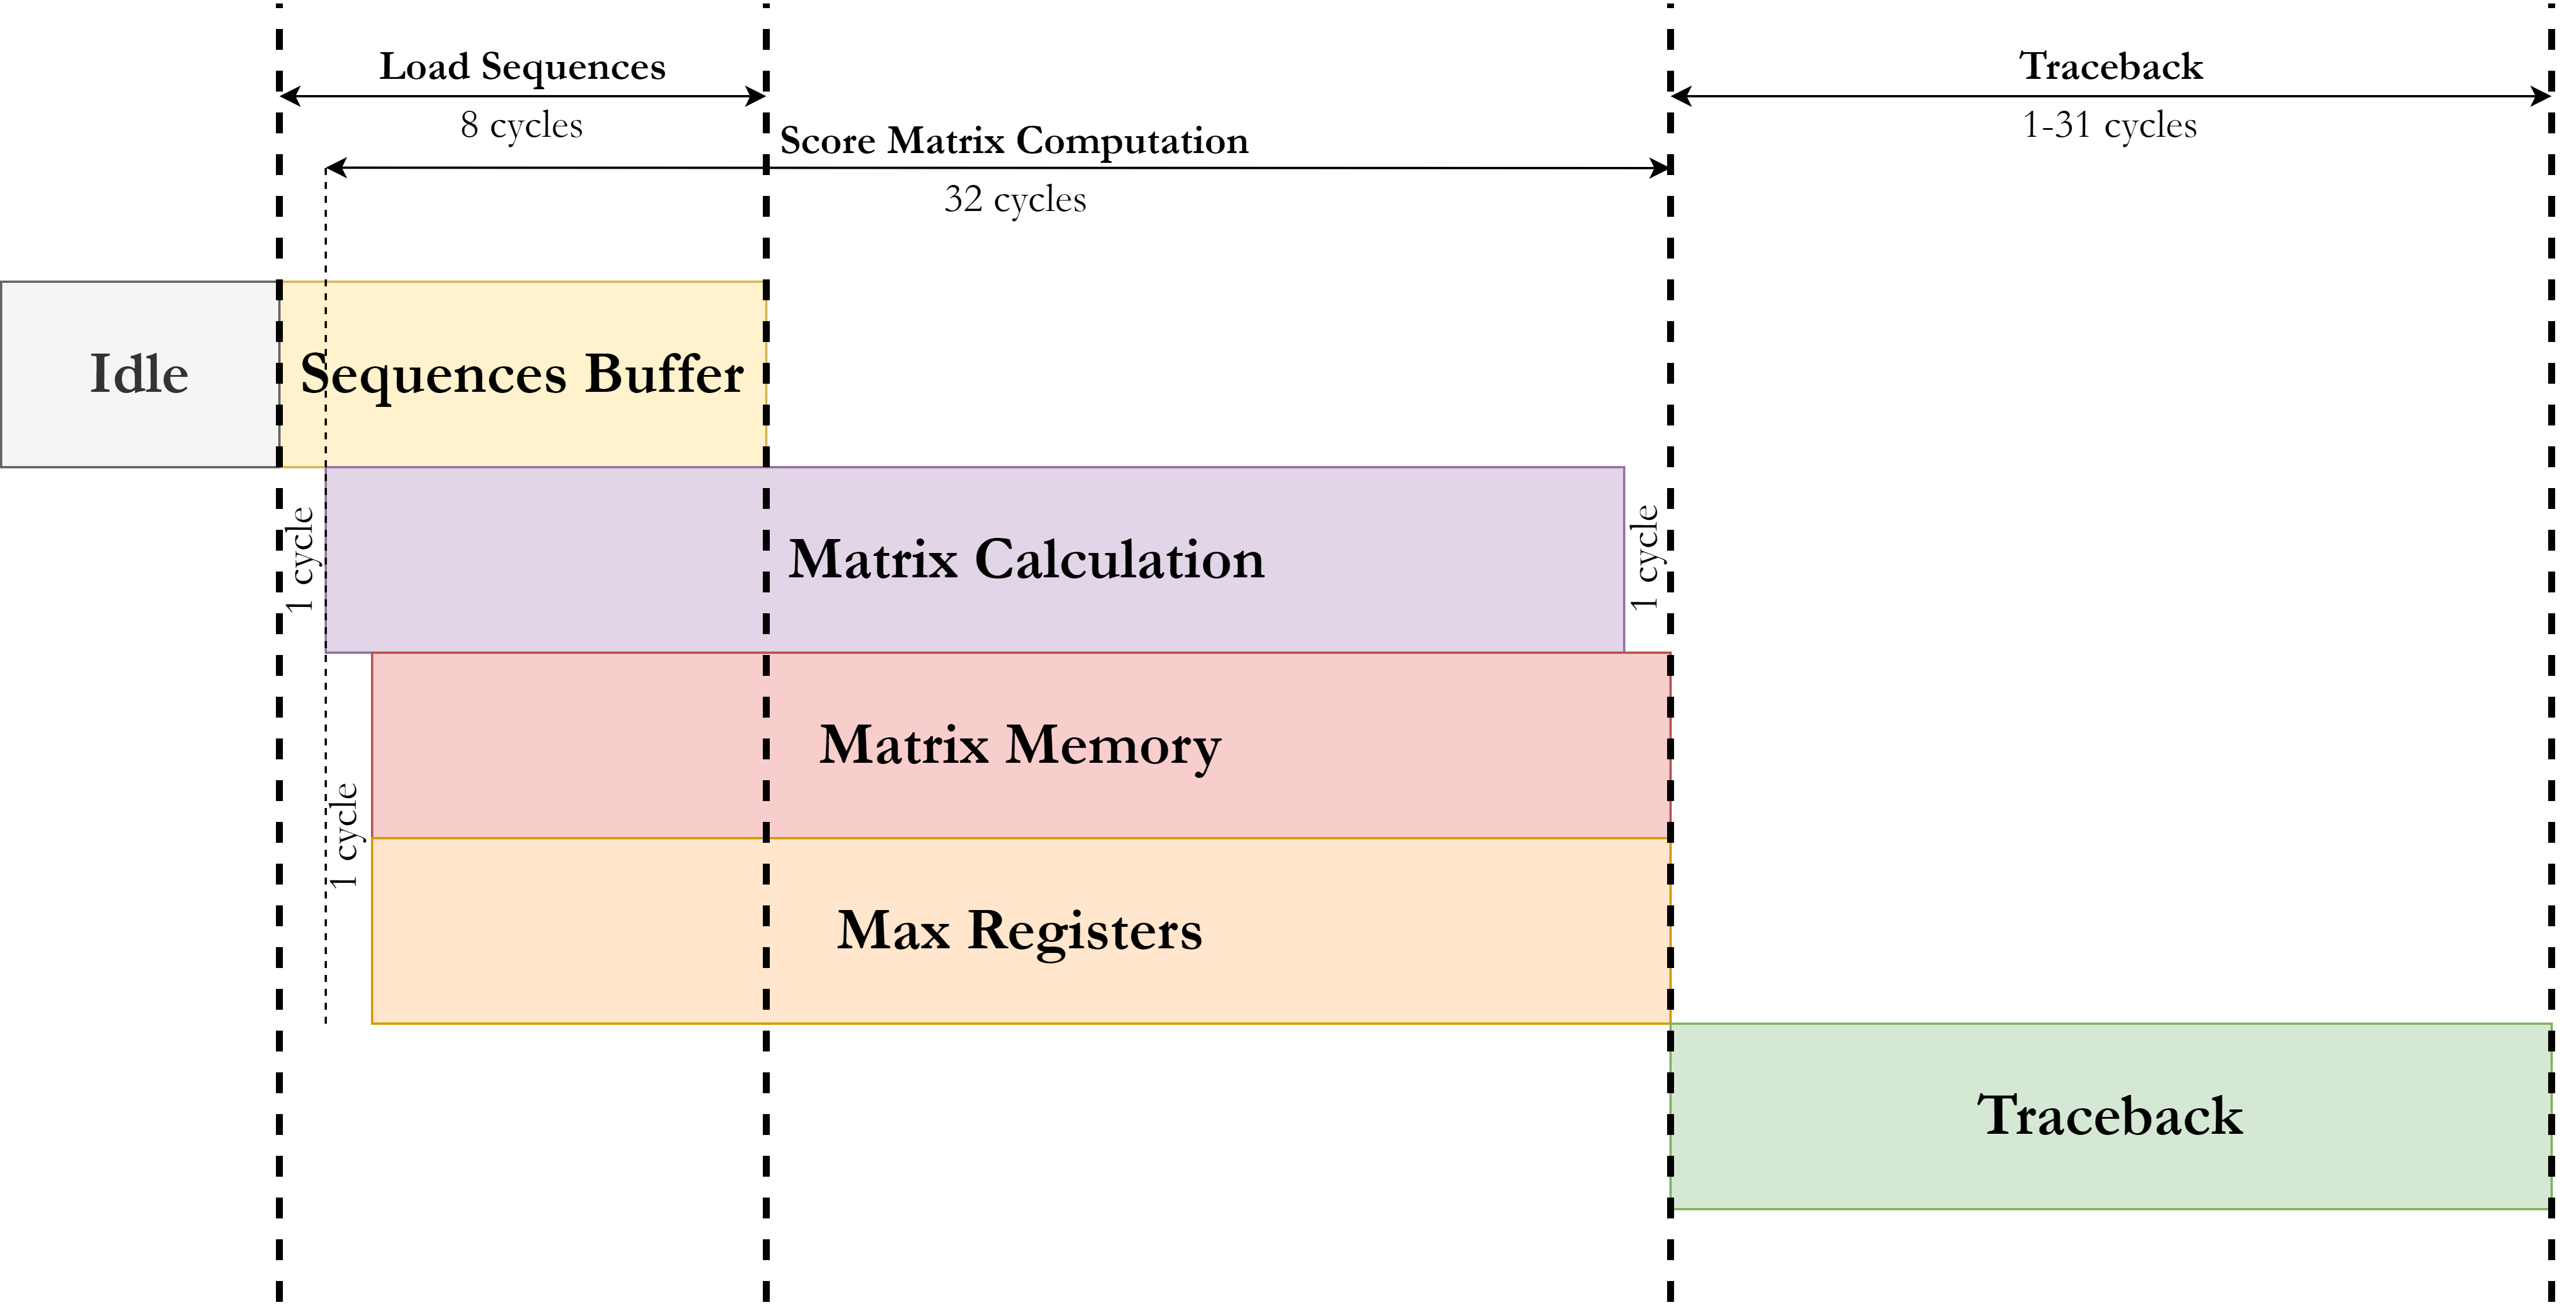 Load Sequences
8 cycles
Traceback
1-31 cycles
Score Matrix Computation
32 cycles
Idle
Sequences Buffer
1 cycle
Matrix Calculation
1 cycle
Matrix Memory
1 cycle
Max Registers
Traceback